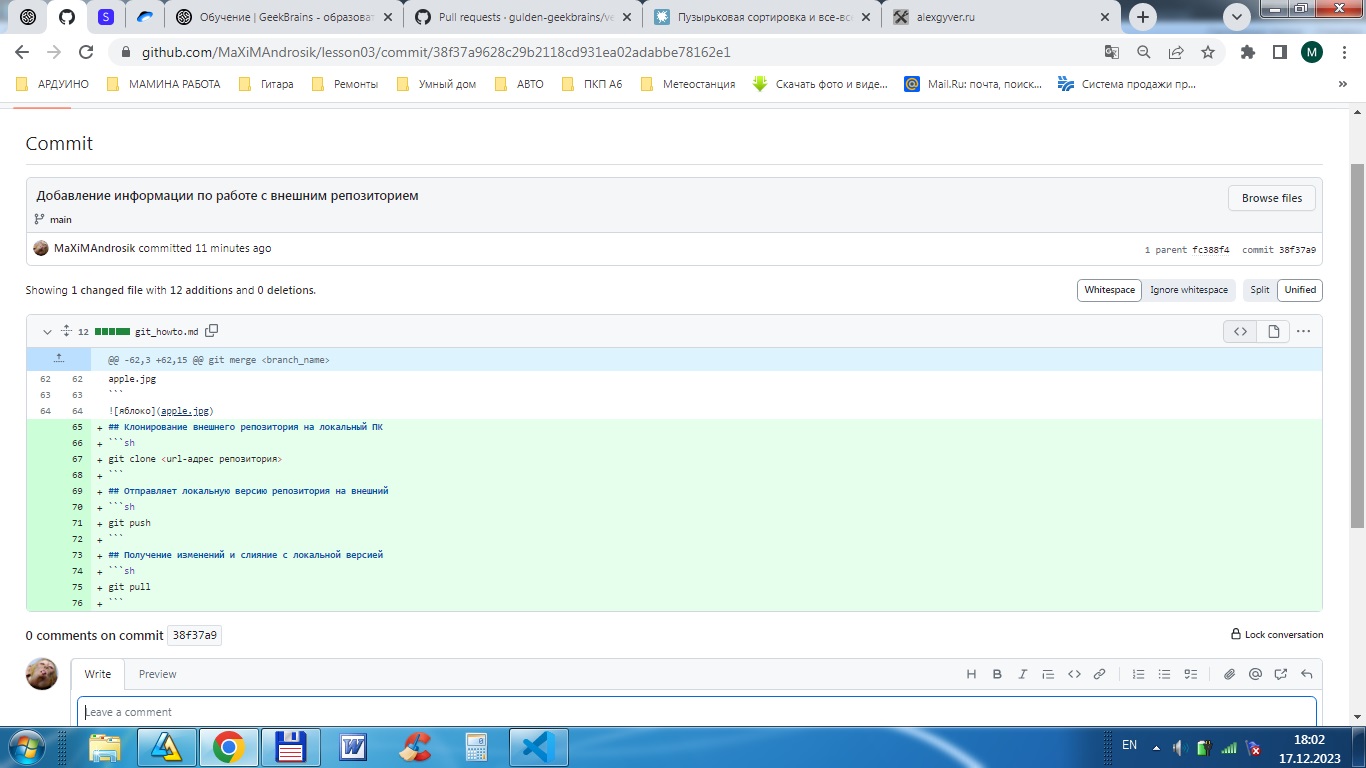 S
Обучение | GeekBrains - образоват
Pull requests · gulden-geekbrains/ve
Пузырьковая сортировка и все-все
alexgyver.ru
github.com/MaXiMAndrosik/lesson03/commit/38f37a9628c29b2118cd931ea02adabbe78162e1
M
АРДУИНО
МАМИНА РАБОТА
Гитара
Ремонты
Умный дом
АВТО
ПКП А6
Метеостанция
Скачать фото и виде...
Mail.Ru: почта, поиск...
Система продажи пр...
»
Commit
Добавление информации по работе с внешним репозиторием
Browse files
main
MaXiMAndrosik committed 11 minutes ago
1 parent fc388f4 commit 38f37a9
Showing 1 changed file with 12 additions and 0 deletions.
Whitespace Ignore whitespace Split Unified
12 git_howto.md
@@ -62,3 +62,15 @@ git merge <branch_name>
62 62 apple.jpg
63 63 ```
64 64 ![яблоко](apple.jpg)
65 + ## Клонирование внешнего репозитория на локальный ПК
66 + ```sh
67 + git clone <url-адрес репозитория>
68 + ```
69 + ## Отправляет локальную версию репозитория на внешний
70 + ```sh
71 + git push
72 + ```
73 + ## Получение изменений и слияние с локальной версией
74 + ```sh
75 + git pull
76 + ```
0 comments on commit 38f37a9
Lock conversation
Write Preview
Leave a comment
EN
18:02
17.12.2023